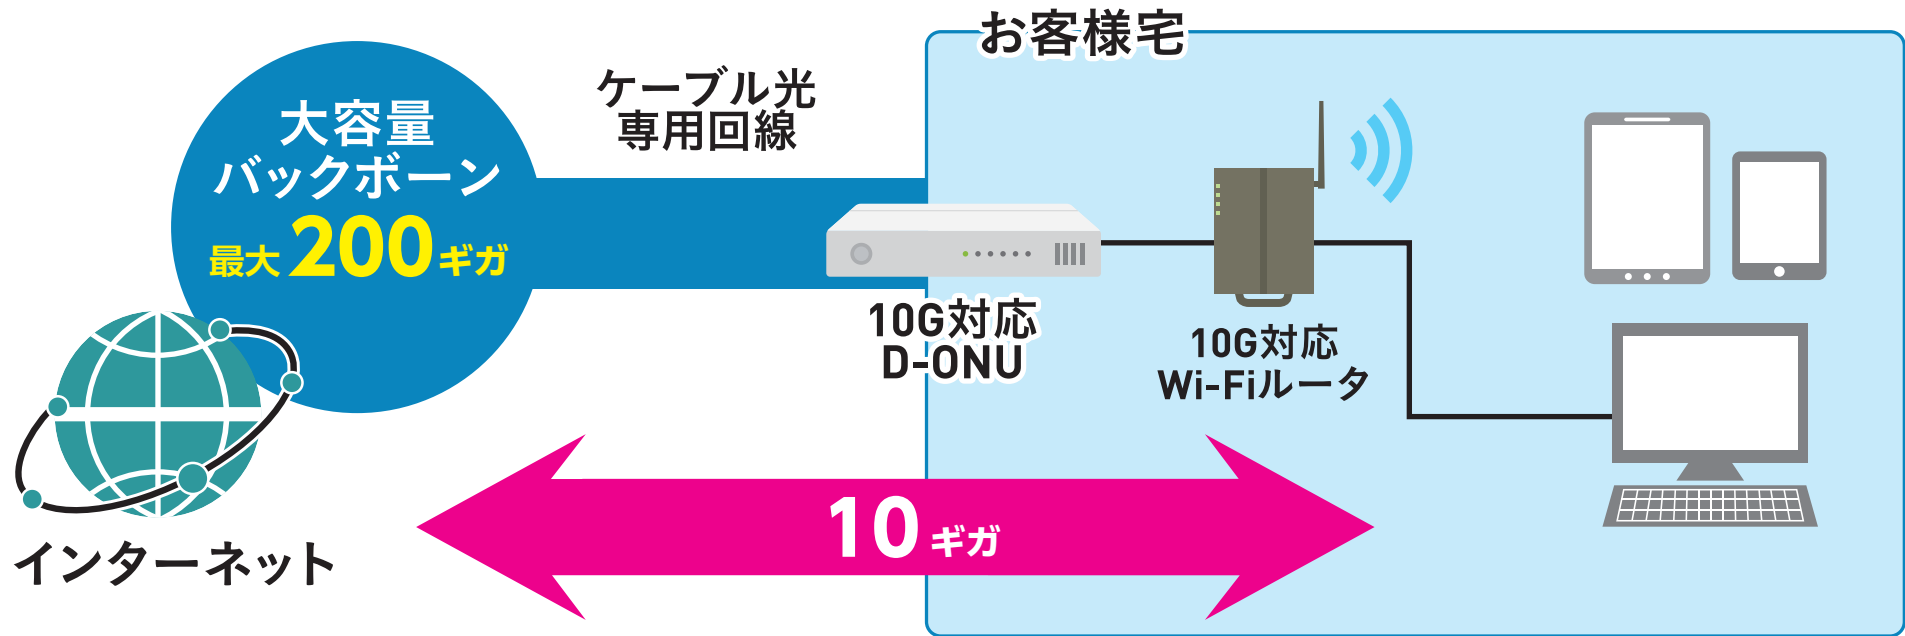 お客様宅
ケーブル光
専用回線
大容量
バックボーン
最大200ギガ
10G対応
D-ONU
10G対応
Wi-Fiルータ
10ギガ
インターネット